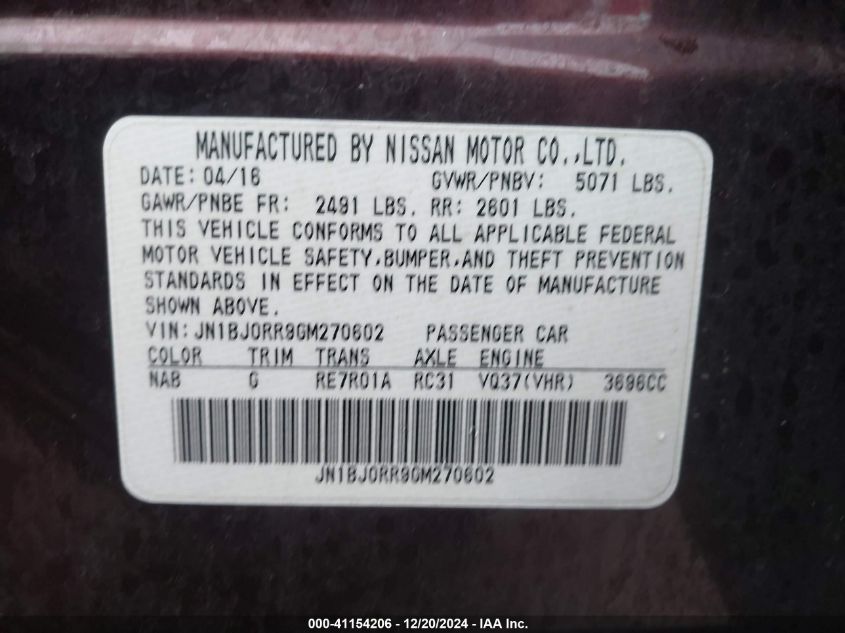 MANUFACTURED BY NISSAN MOTOR CO.,LTD.
DATE: 04/16 GVWR/PNBV: 5071 LBS.
GAWR/PNBE FR: 2491 LBS. RR: 2601 LBS.
THIS VEHICLE CONFORMS TO ALL APPLICABLE FEDERAL
MOTOR VEHICLE SAFETY,BUMPER,AND THEFT PREVENTION
STANDARDS IN EFFECT ON THE DATE OF MANUFACTURE
SHOWN ABOVE.
VIN: JN1BJ0RR9GM270602 PASSENGER CAR
COLOR TRIM TRANS AXLE ENGINE
NAB G RE7R01A RC31 VQ37(VHR) 3696CC
JN1BJ0RR9GM270602
000-41154206 - 12/20/2024 - IAA Inc.